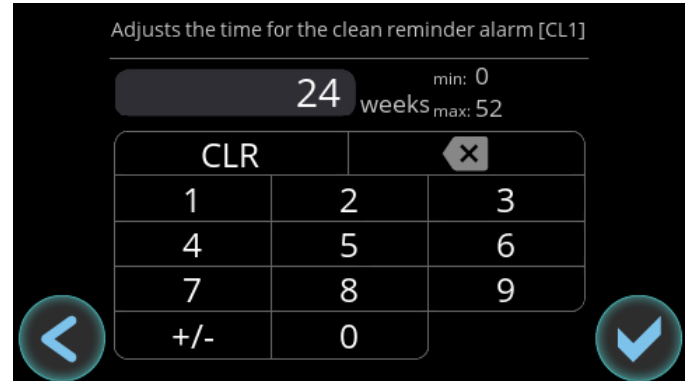 Adjusts the time for the clean reminder alarm [CL1]
24 weeks min: 0
max: 52
CLR
1 2 3
4 5 6
7 8 9
+/- 0